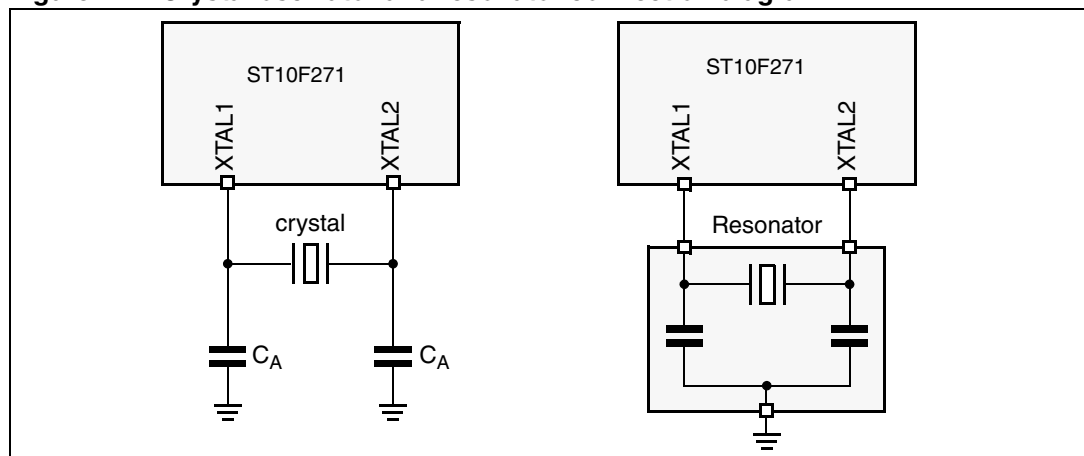 ST10F271
XTAL1
XTAL2
crystal
CA
CA
ST10F271
XTAL1
XTAL2
Resonator